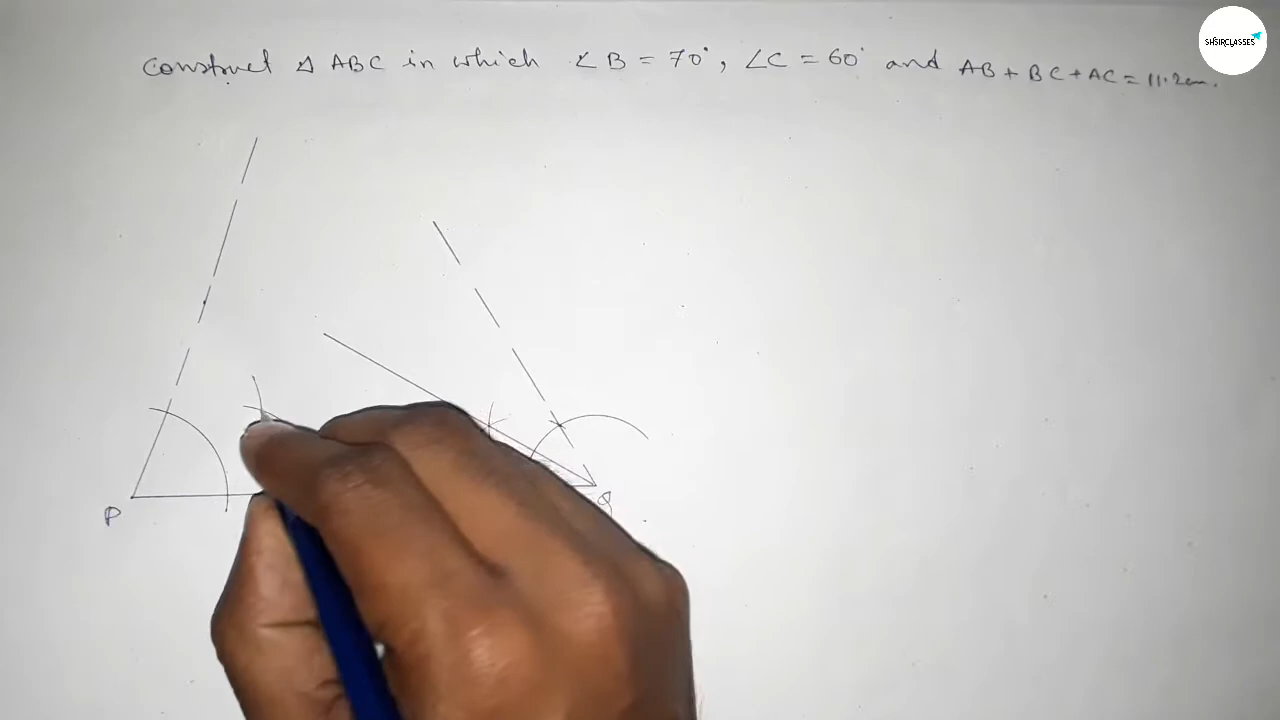 Construct △ ABC in which ∠B = 70°, ∠C = 60° and AB + BC + AC = 11.2cm.
SHSIRCLASSES
P
Q